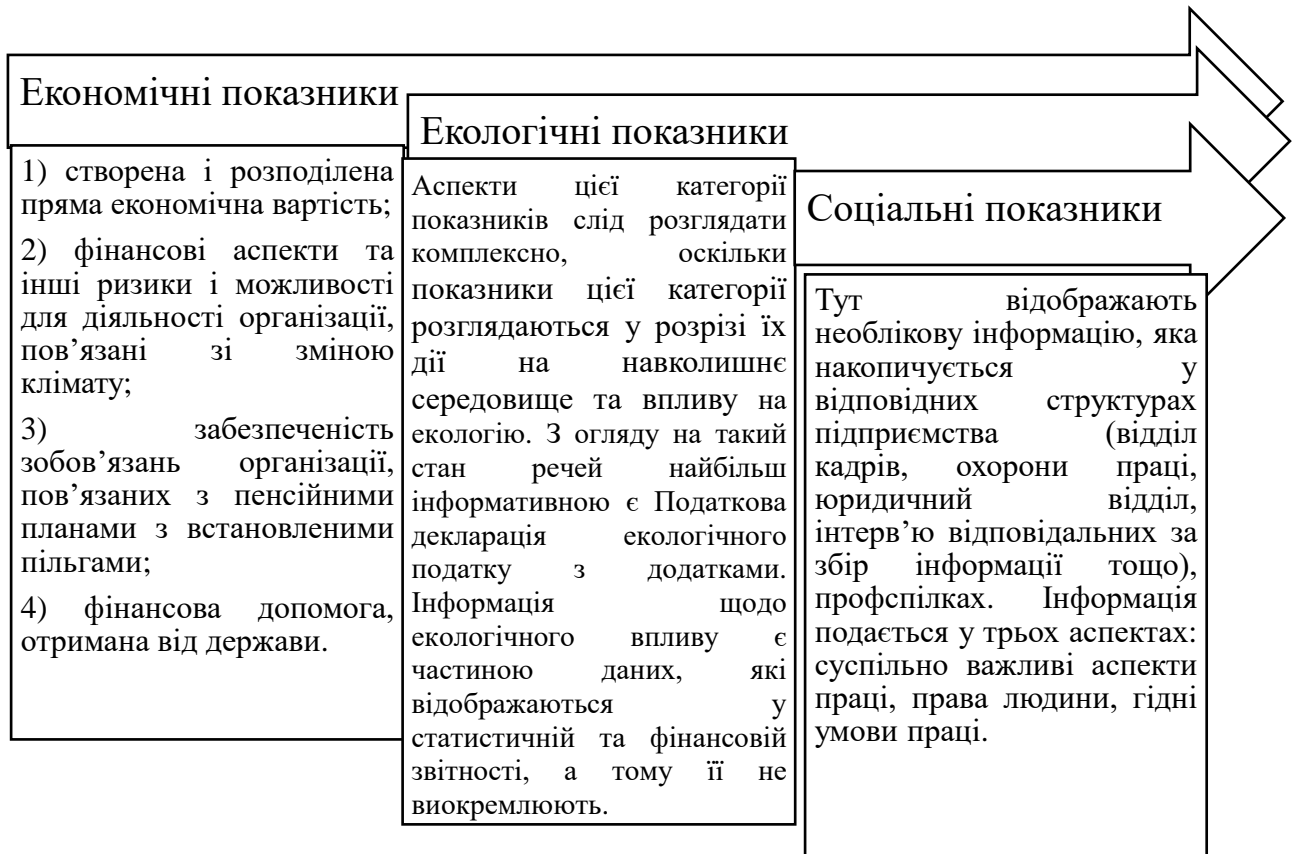 Економічні показники
1) створена і розподілена
пряма економічна вартість;
2) фінансові аспекти та
інші ризики і можливості
для діяльності організації,
пов’язані зі зміною
клімату;
3) забезпеченість
зобов’язань організації,
пов’язаних з пенсійними
планами з встановленими
пільгами;
4) фінансова допомога,
отримана від держави.
Екологічні показники
Аспекти цієї категорії
показників слід розглядати
комплексно, оскільки
показники цієї категорії
розглядаються у розрізі їх
дії на навколишнє
середовище та впливу на
екологію. З огляду на такий
стан речей найбільш
інформативною є Податкова
декларація екологічного
податку з додатками.
Інформація щодо
екологічного впливу є
частиною даних, які
відображаються у
статистичній та фінансовій
звітності, а тому її не
виокремлюють.
Соціальні показники
Тут відображають
необлікову інформацію, яка
накопичується у
відповідних структурах
підприємства (відділ
кадрів, охорони праці,
юридичний відділ,
інтерв’ю відповідальних за
збір інформації тощо),
профспілках. Інформація
подається у трьох аспектах:
суспільно важливі аспекти
праці, права людини, гідні
умови праці.